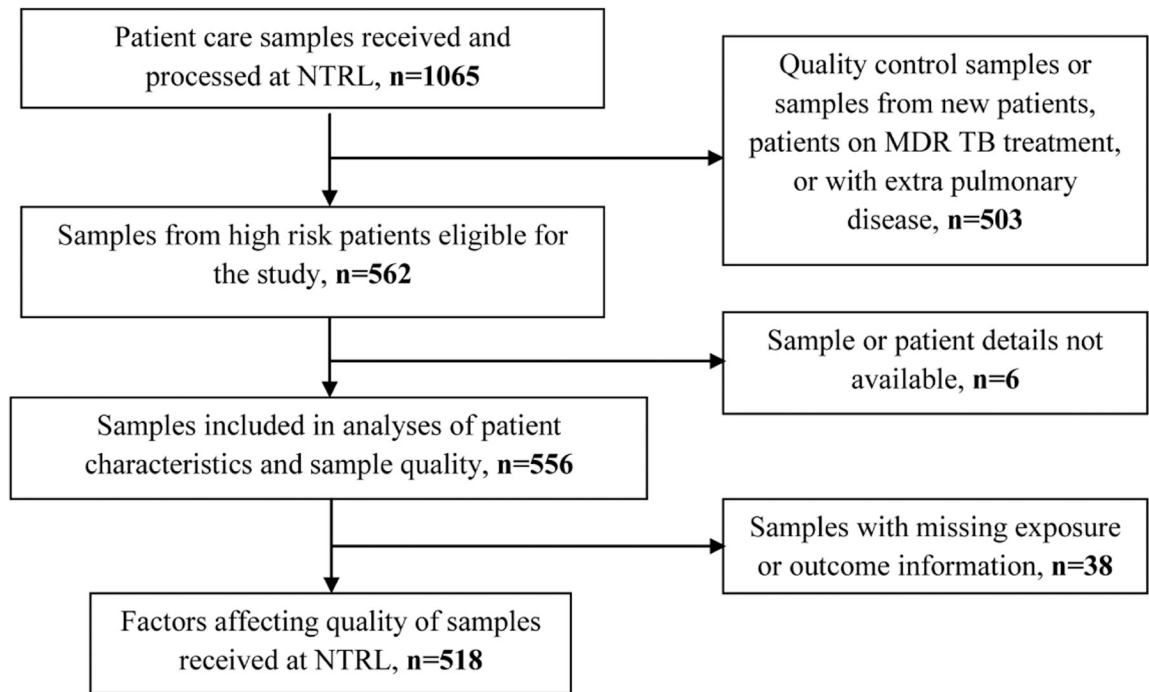 Patient care samples received and
processed at NTRL, n=1065
Quality control samples or
samples from new patients,
patients on MDR TB treatment,
or with extra pulmonary
disease, n=503
Samples from high risk patients eligible for
the study, n=562
Sample or patient details not
available, n=6
Samples included in analyses of patient
characteristics and sample quality, n=556
Samples with missing exposure
or outcome information, n=38
Factors affecting quality of samples
received at NTRL, n=518